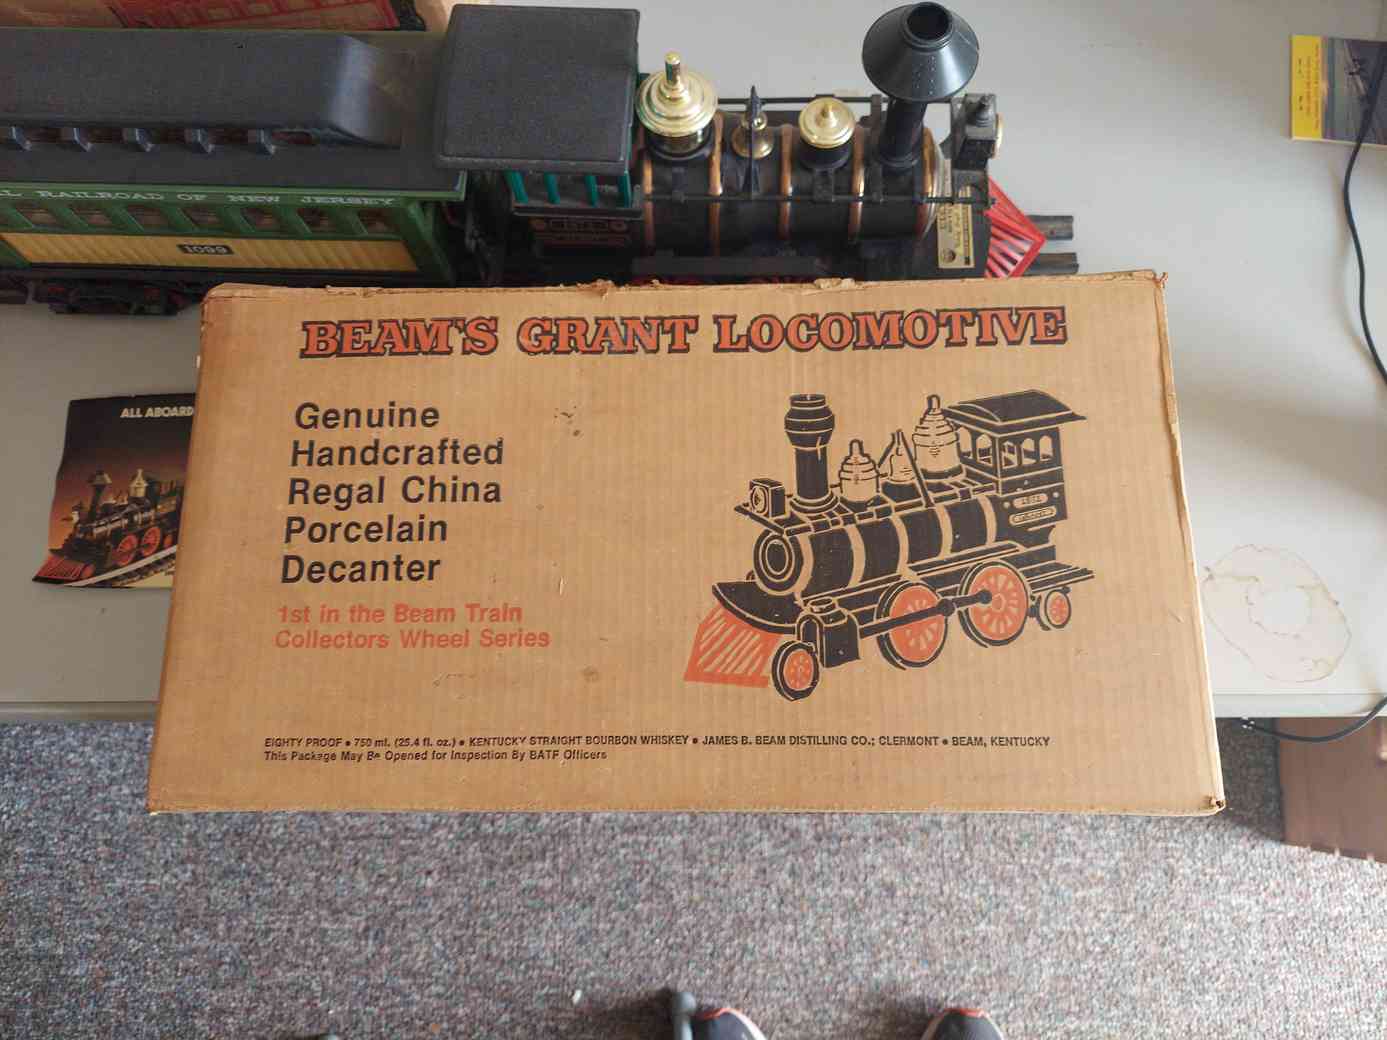 L RAILROAD OF NEW JERSEY
1099
ALL ABOARD
BEAM'S GRANT LOCOMOTIVE
Genuine
Handcrafted
Regal China
Porcelain
Decanter
1st in the Beam Train
Collectors Wheel Series
EIGHTY PROOF • 750 ml. (25.4 fl. oz.) • KENTUCKY STRAIGHT BOURBON WHISKEY • JAMES B. BEAM DISTILLING CO.; CLERMONT • BEAM, KENTUCKY
This Package May Be Opened for Inspection By BATF Officers